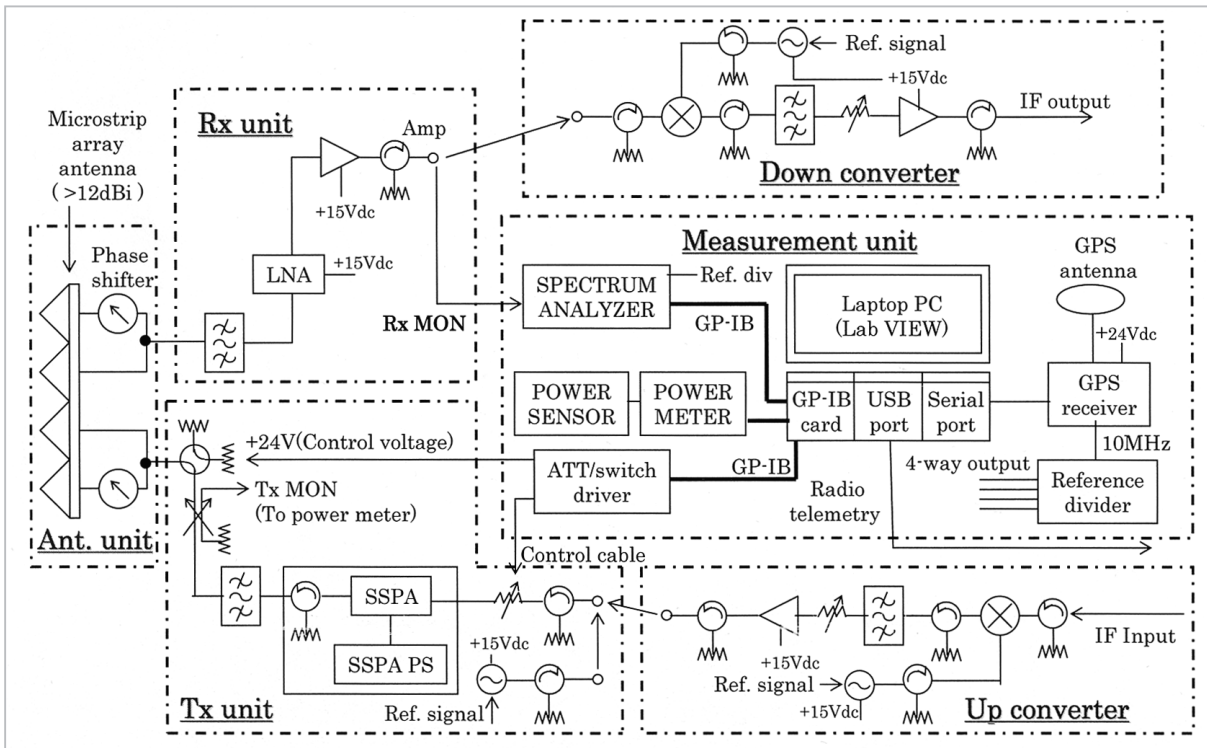 Microstrip
array
antenna
( >12dBi )
Phase
shifter
Ant. unit
Rx unit
Amp
+15Vdc
LNA
+15Vdc
Rx MON
Ref. signal
+15Vdc
IF output
Down converter
Measurement unit
SPECTRUM
ANALYZER
Ref. div
GP-IB
Laptop PC
(Lab VIEW)
GPS
antenna
+24Vdc
GPS
receiver
10MHz
POWER
SENSOR
POWER
METER
GP-IB
card
USB
port
Serial
port
4-way output
Reference
divider
ATT/switch
driver
GP-IB
Radio
telemetry
+24V(Control voltage)
Tx MON
(To power meter)
Control cable
SSPA
SSPA PS
+15Vdc
Ref. signal
Tx unit
+15Vdc
Ref. signal
+15Vdc
IF Input
Up converter